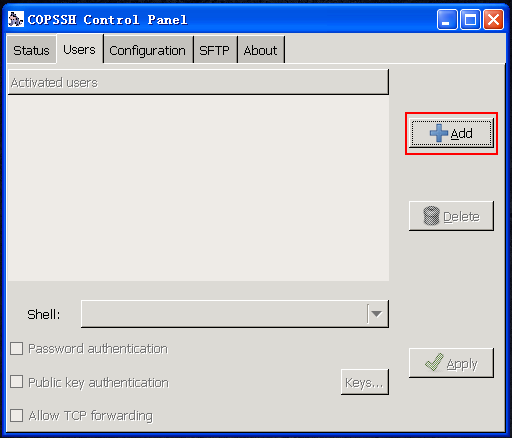 COPSSH Control Panel
Status Users Configuration SFTP About
Activated users
Add
Delete
Shell:
Password authentication
Public key authentication Keys...
Apply
Allow TCP forwarding